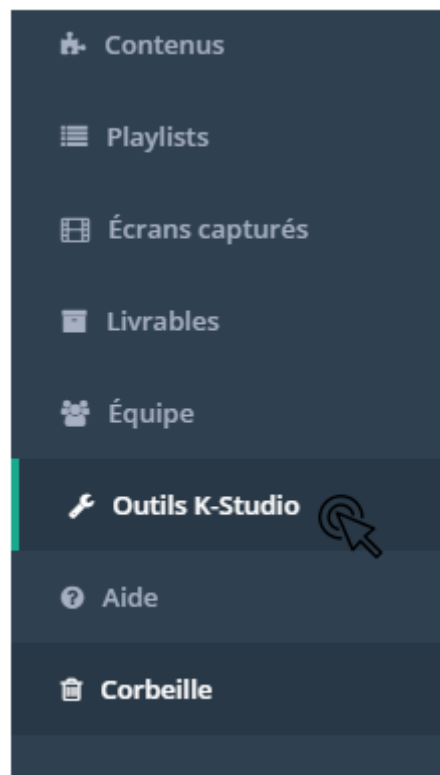 Contenus
Playlists
Écrans capturés
Livrables
Équipe
Outils K-Studio
Aide
Corbeille